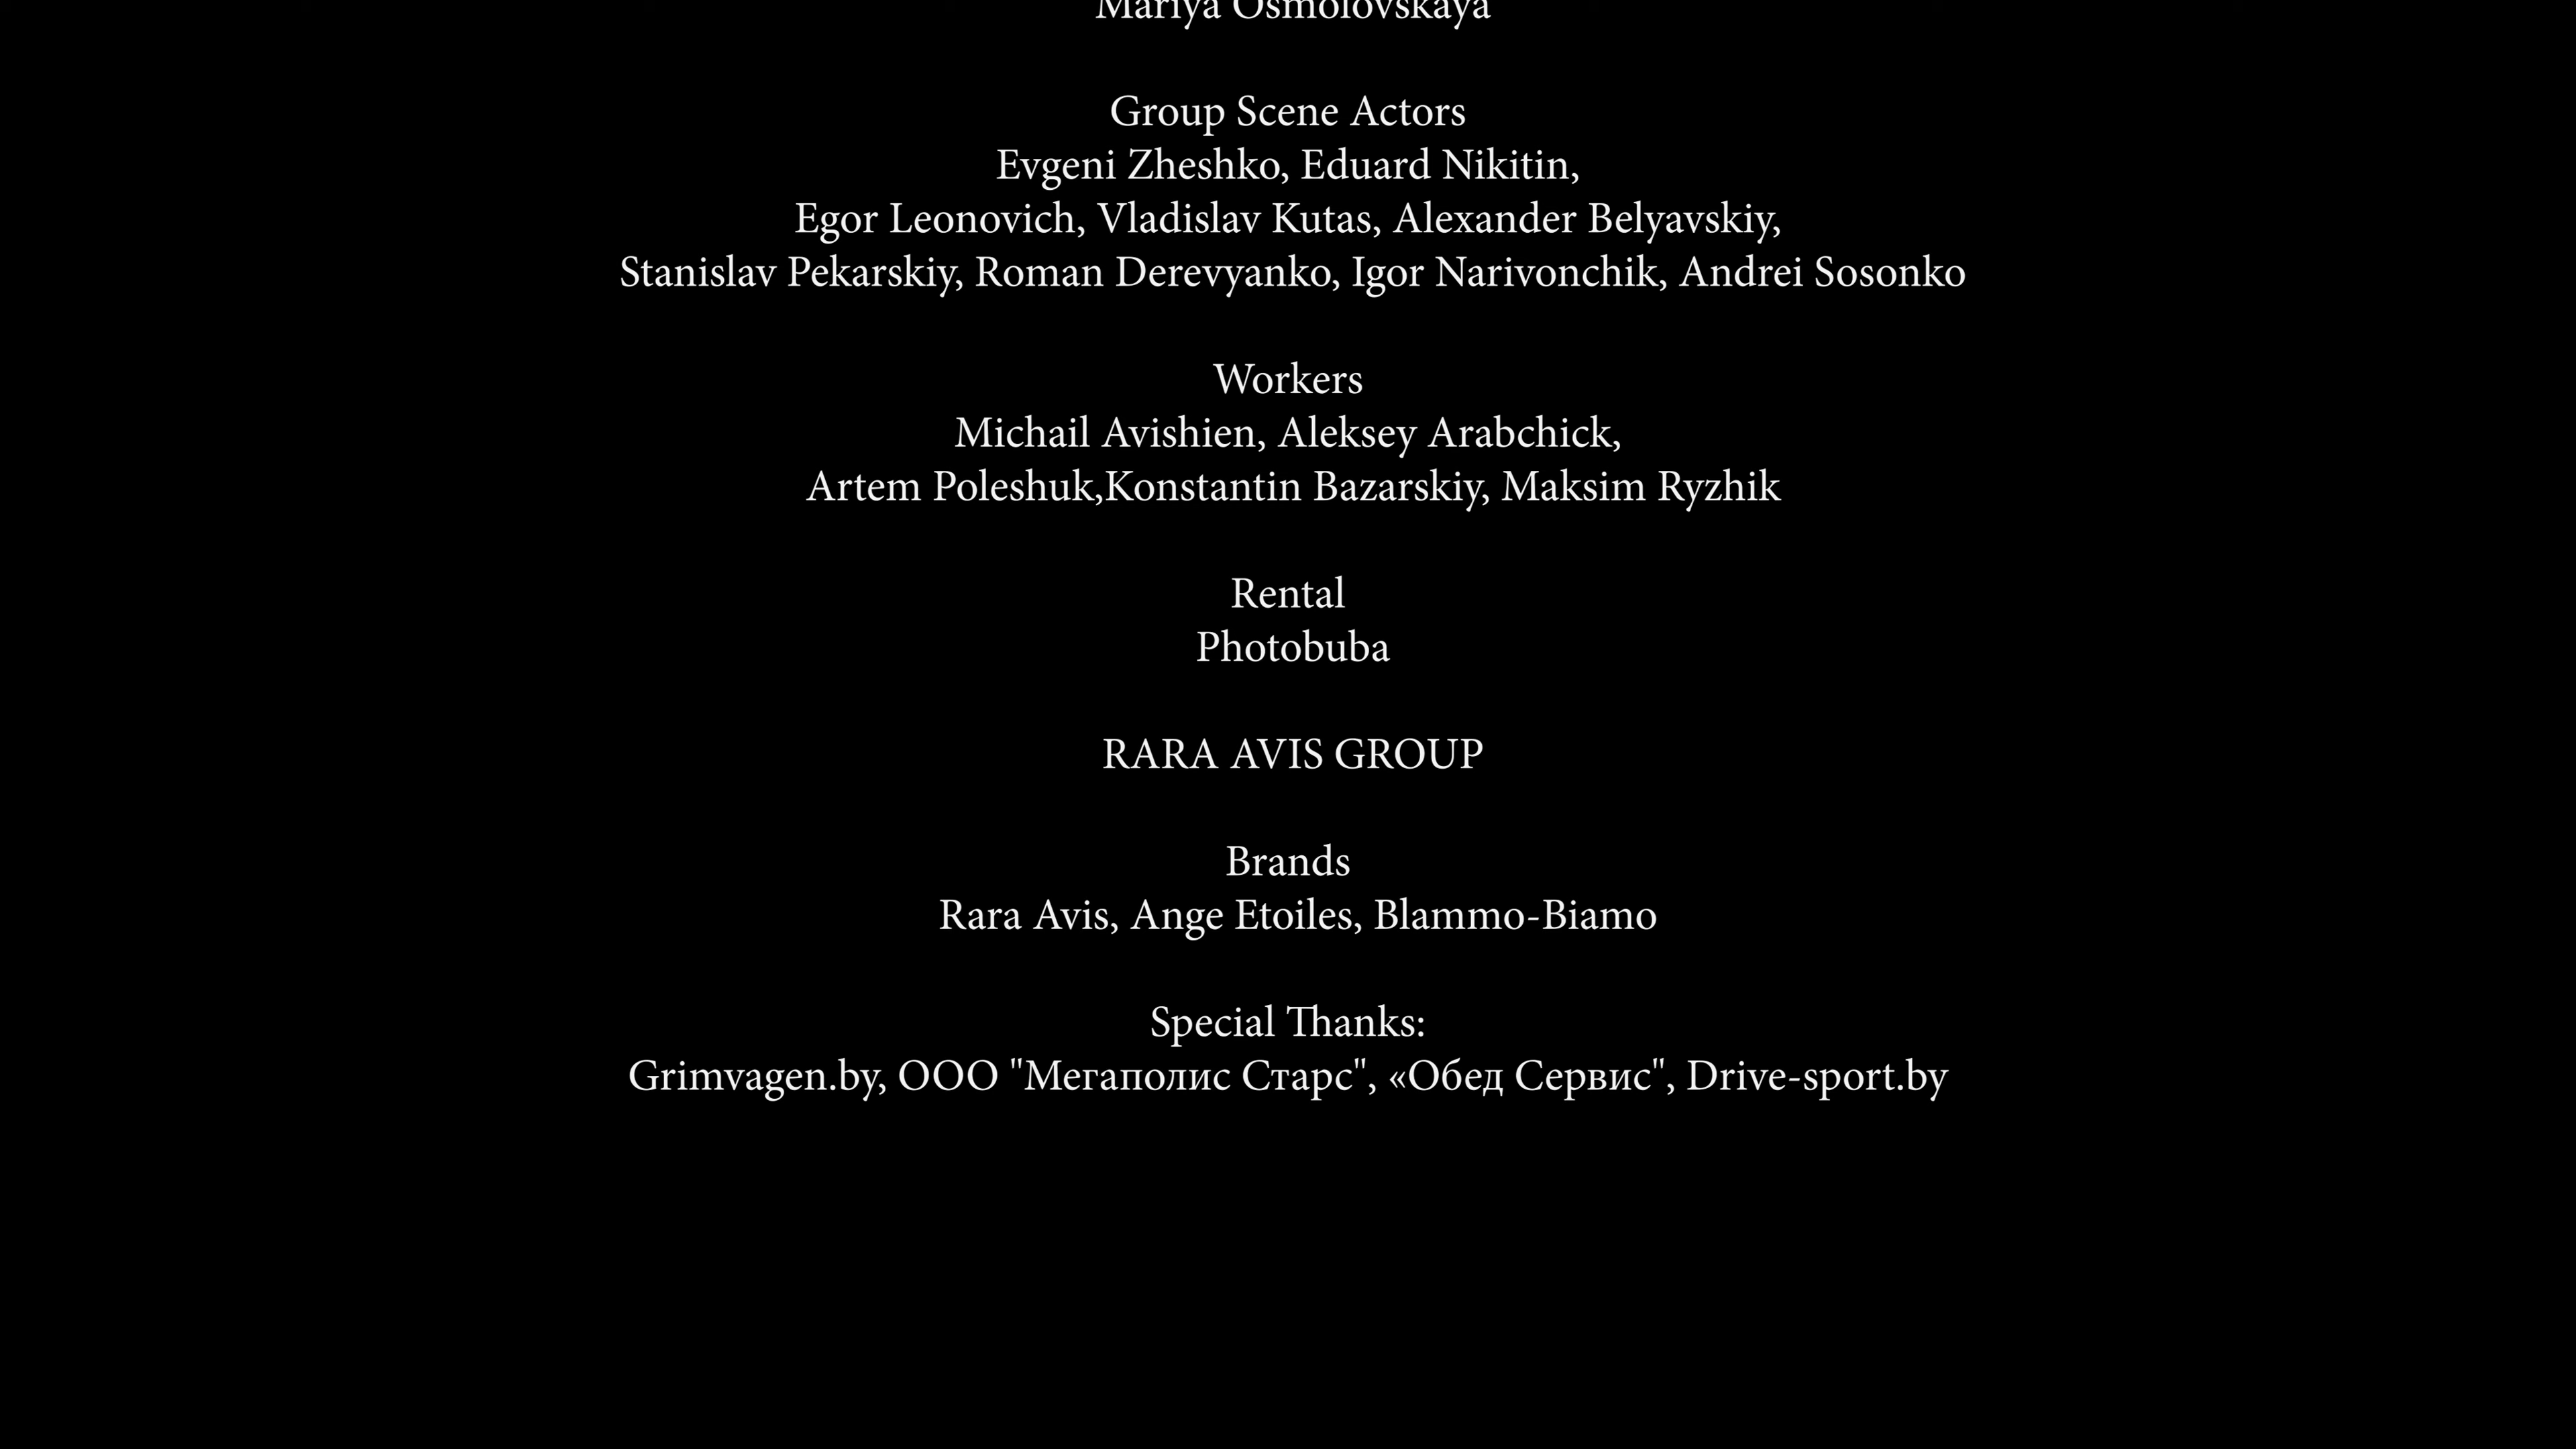 Mariya Osmolovskaya
Group Scene Actors
Evgeni Zheshko, Eduard Nikitin,
Egor Leonovich, Vladislav Kutas, Alexander Belyavskiy,
Stanislav Pekarskiy, Roman Derevyanko, Igor Narivonchik, Andrei Sosonko
Workers
Michail Avishien, Aleksey Arabchick,
Artem Poleshuk,Konstantin Bazarskiy, Maksim Ryzhik
Rental
Photobuba
RARA AVIS GROUP
Brands
Rara Avis, Ange Etoiles, Blammo-Biamo
Special Thanks:
Grimvagen.by, ООО "Мегаполис Старс", «Обед Сервис", Drive-sport.by